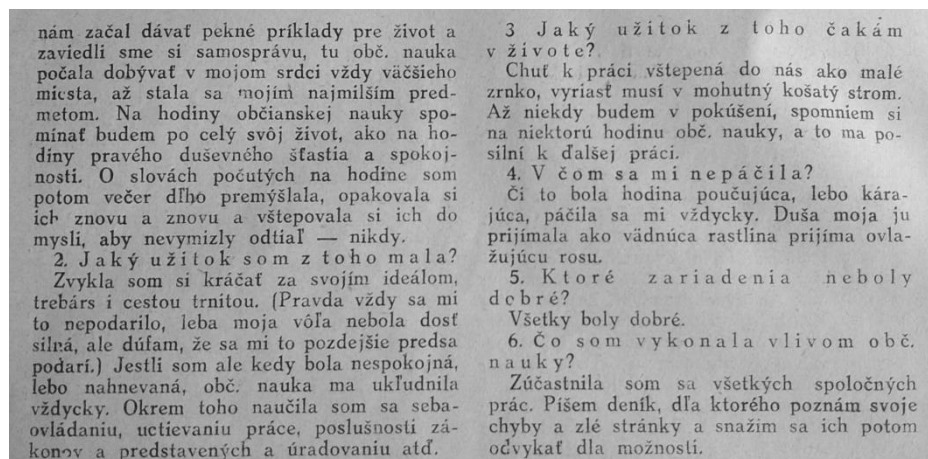 nám začal dávať pekné príklady pre život a
zaviedli sme si samosprávu, tu obč. nauka
počala dobývať v mojom srdci vždy väčšieho
miesta, až stala sa mojím najmilším pred-
metom. Na hodiny občianskej nauky spo-
mínať budem po celý svôj život, ako na ho-
diny pravého duševného šťastia a spokoj-
nosti. O slovách počutých na hodine som
potom večer dľho premýšlala, opakovala si
ich znovu a znovu a vštepovala si ich do
mysli, aby nevymizly odtiaľ — nikdy.
2. Jaký užitok som z toho mala?
Zvykla som si kráčať za svojím ideálom,
trebárs i cestou trnitou. (Pravda vždy sa mi
to nepodarilo, leba moja vôľa nebola dosť
silná, ale dúfam, že sa mi to pozdejšie predsa
podarí.) Jestli som ale kedy bola nespokojná,
lebo nahnevaná, obč. nauka ma ukľudnila
vždycky. Okrem toho naučila som sa seba-
ovládaniu, uctievaniu práce, poslušnosti zá-
konov a predstavených a úradovaniu atď.
3 Jaký užitok z toho čakám
v živote?
Chuť k práci vštepená do nás ako malé
zrnko, vyriasť musí v mohutný košatý strom.
Až niekdy budem v pokúšení, spomniem si
na niektorú hodinu obč. nauky, a to ma po-
silní k ďalšej práci.
4. V čom sa mi nepáčila?
Či to bola hodina poučujúca, lebo kára-
júca, páčila sa mi vždycky. Duša moja ju
prijímala ako vädnúca rastlina prijíma ovla-
žujúcu rosu.
5. Ktoré zariadenia neboly
dobré?
Všetky boly dobré.
6. Čo som vykonala vlivom obč.
nauky?
Zúčastnila som sa všetkých spoločných
prác. Píšem deník, dľa ktorého poznám svoje
chyby a zlé stránky a snažím sa ich potom
odvykať dla možnosti.